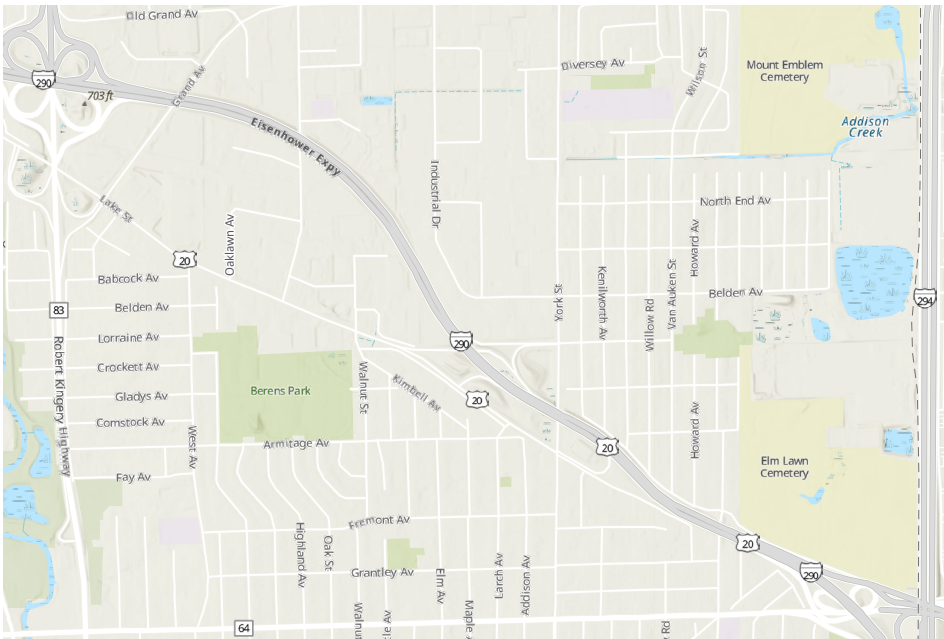 Old Grand Av
290
703 ft
Grand Av
Diversey Av
Wilson St
Mount Emblem
Cemetery
Addison
Creek
Eisenhower Expy
Industrial Dr
Lake St
North End Av
Oaklawn Av
Howard Av
20
Babcock Av
Belden Av
83
York St
Kenilworth Av
Willow Rd
Van Auken St
Belden Av
294
Lorraine Av
290
Robert Kingery Highway
Crockett Av
Berens Park
Walnut St
Kimbell Av
20
Gladys Av
Comstock Av
West Av
Armitage Av
Howard Av
20
Elm Lawn
Cemetery
Fay Av
Fremont Av
Highland Av
Oak St
20
290
Grantley Av
Elm Av
Larch Av
Addison Av
64
Walnut
le Av
Maple A
Rd